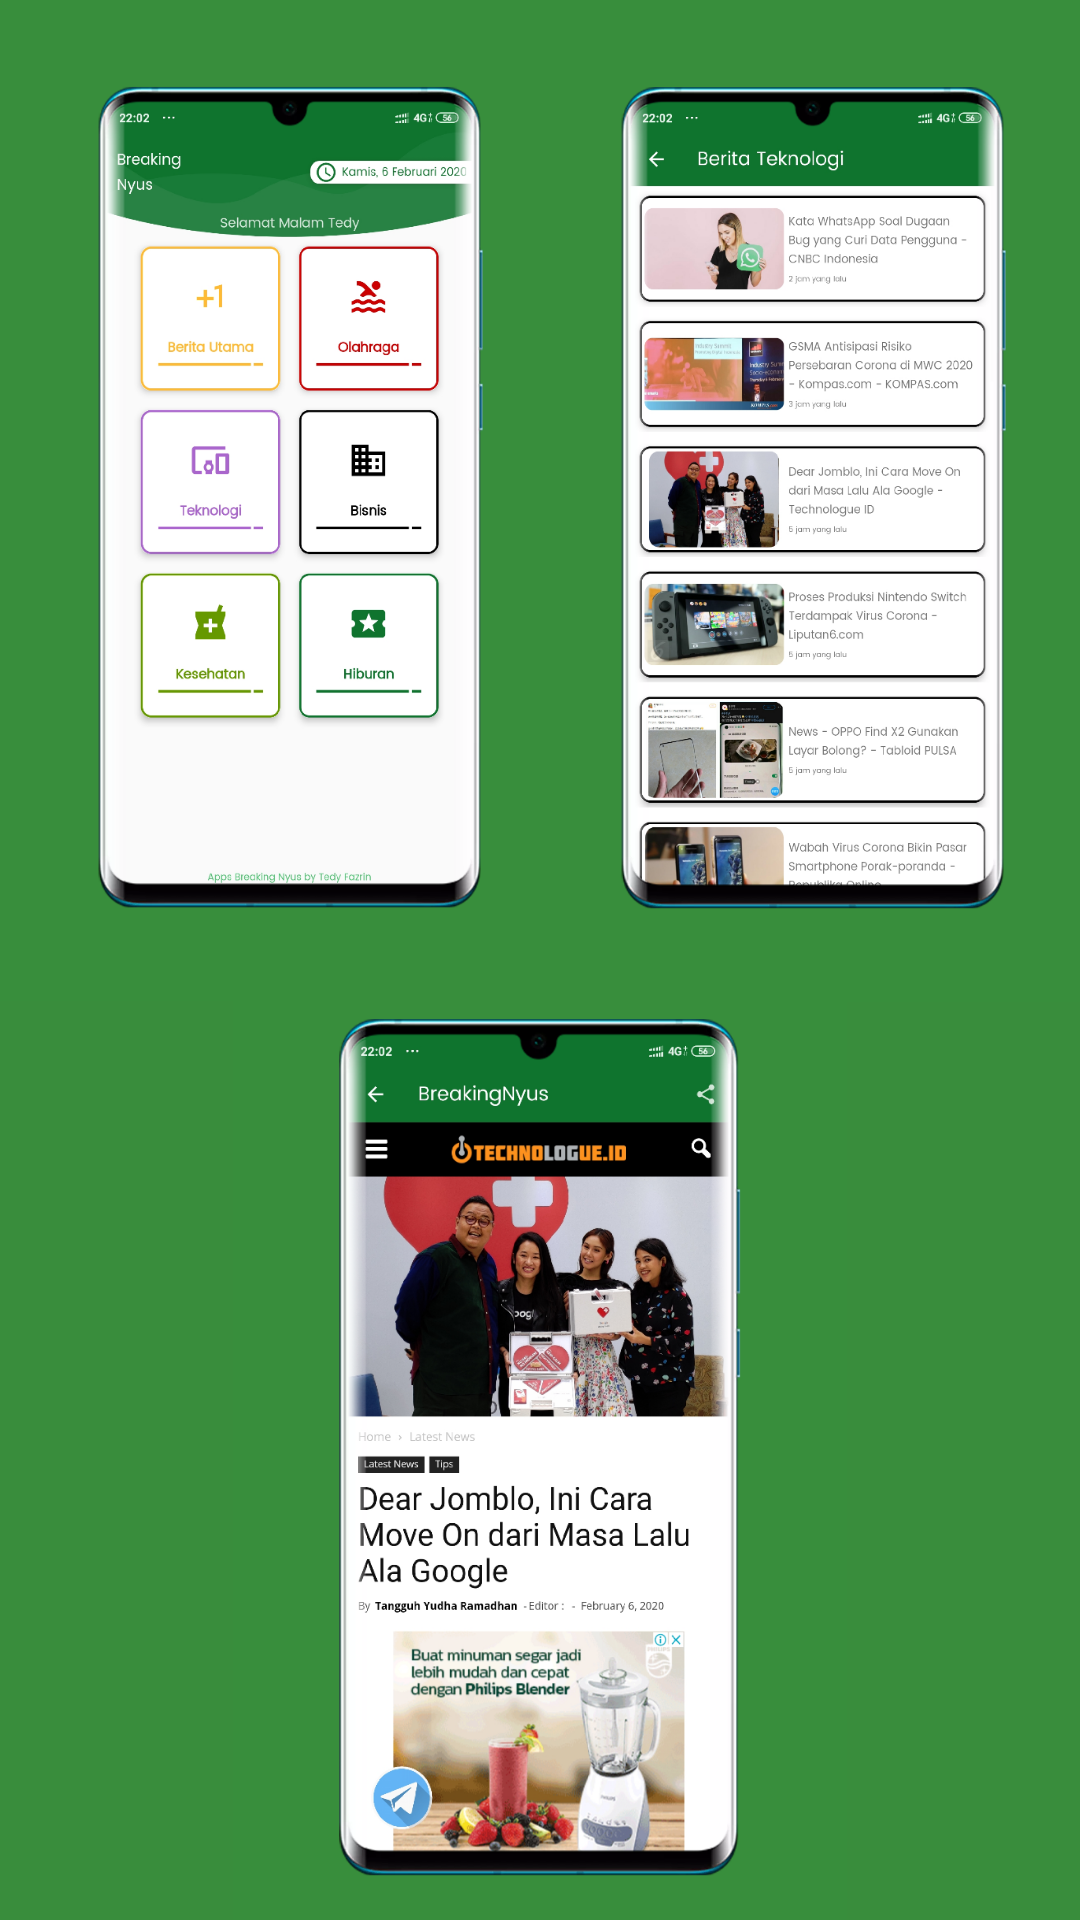 22:02 ...
4G 56
Breaking
Nyus
Kamis, 6 Februari 2020
Selamat Malam Tedy
+1
Berita Utama
Olahraga
Teknologi
Bisnis
Kesehatan
Hiburan
Apps Breaking Nyus by Tedy Fazrin
22:02 ...
4G 56
Berita Teknologi
Kata WhatsApp Soal Dugaan
Bug yang Curi Data Pengguna -
CNBC Indonesia
2 jam yang lalu
GSMA Antisipasi Risiko
Persebaran Corona di MWC 2020
- Kompas.com - KOMPAS.com
3 jam yang lalu
Dear Jomblo, Ini Cara Move On
dari Masa Lalu Ala Google -
Technologue ID
5 jam yang lalu
Proses Produksi Nintendo Switch
Terdampak Virus Corona -
Liputan6.com
5 jam yang lalu
News - OPPO Find X2 Gunakan
Layar Bolong? - Tabloid PULSA
5 jam yang lalu
Wabah Virus Corona Bikin Pasar
Smartphone Porak-poranda -
Republika Online
22:02 ...
4G 56
BreakingNyus
TECHNOLOGUE.ID
Home › Latest News
Latest News Tips
Dear Jomblo, Ini Cara
Move On dari Masa Lalu
Ala Google
By Tangguh Yudha Ramadhan - Editor : - February 6, 2020
Buat minuman segar jadi
lebih mudah dan cepat
dengan Philips Blender
PHILIPS